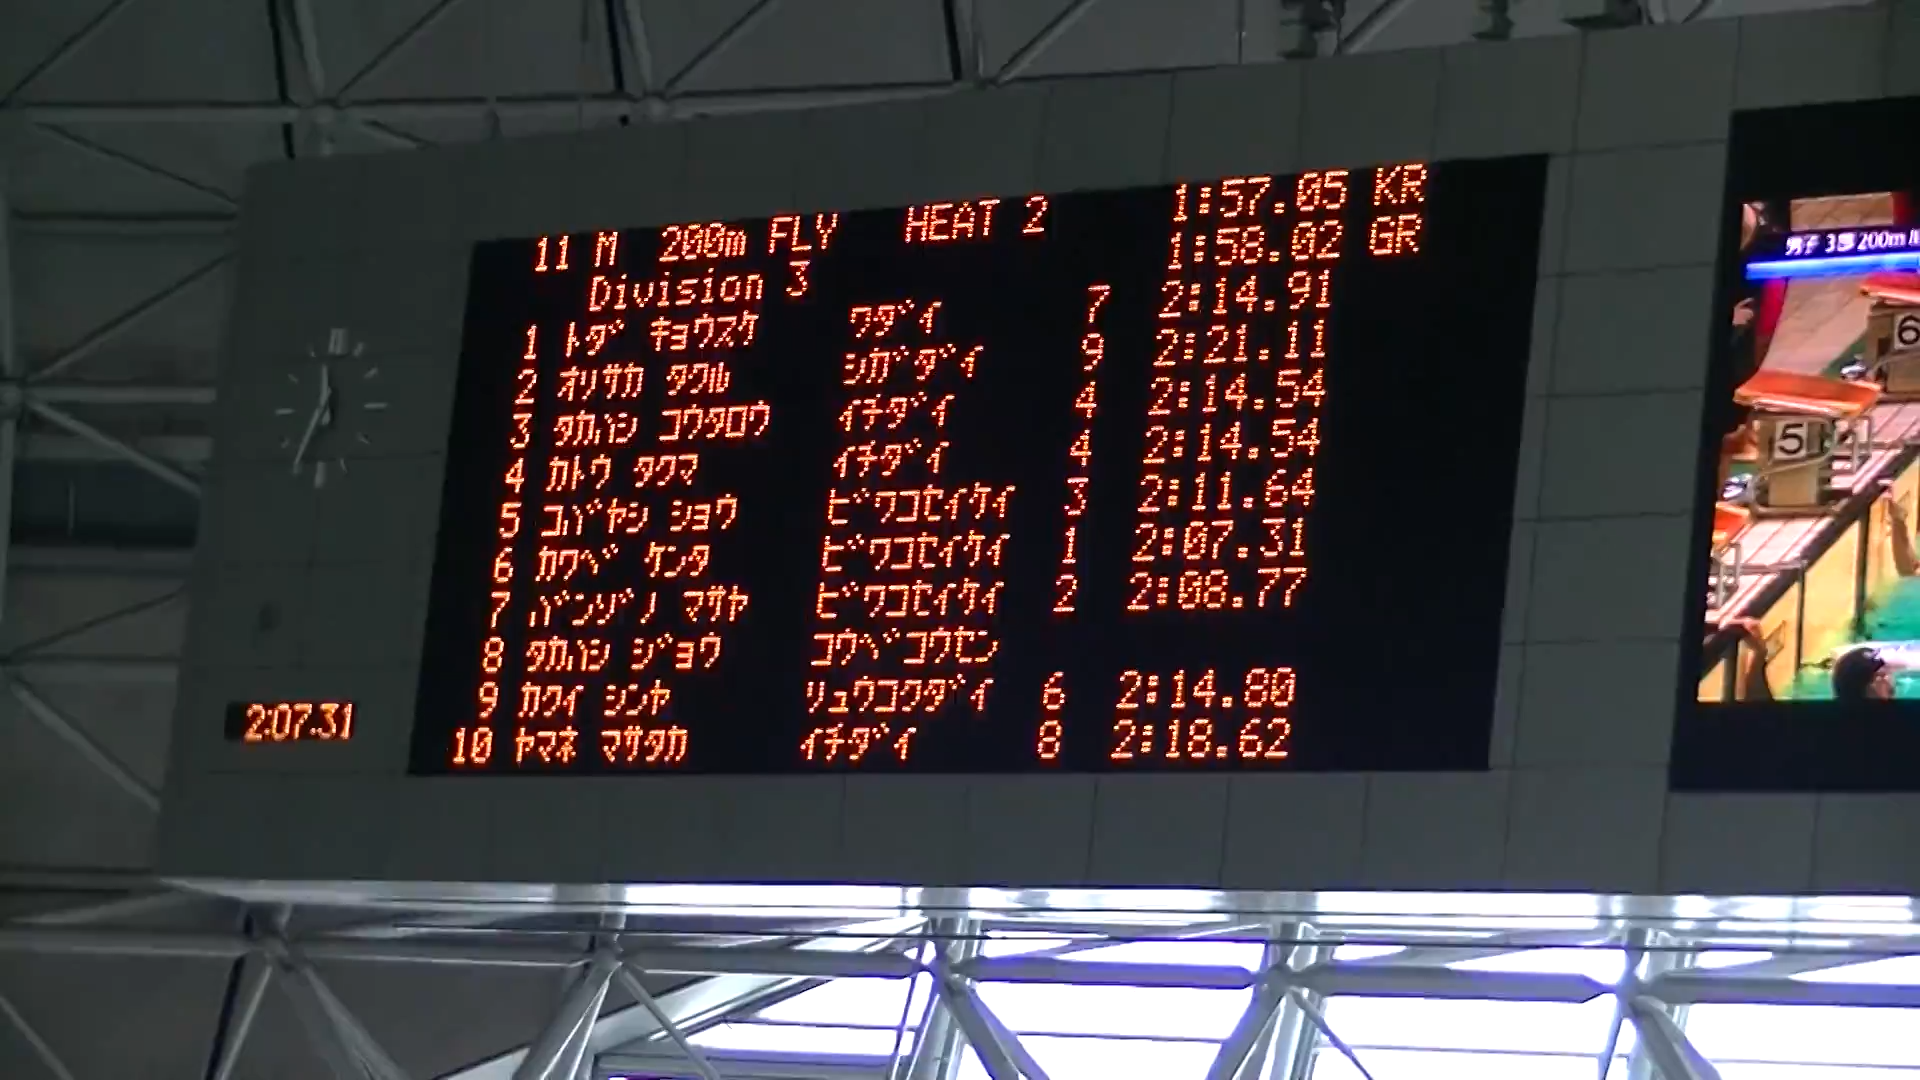 11 M 200m FLY HEAT 2 1:57.05 KR
Division 3 1:58.02 GR
1 トダ キョウスケ ワダイ 7 2:14.91
2 オリサカ タクル シガダイ 9 2:21.11
3 タカハシ コウタロウ イチダイ 4 2:14.54
4 カトウ タクマ イチダイ 4 2:14.54
5 コバヤシ ショウ ビワコセイケイ 3 2:11.64
6 カワベ ケンタ ビワコセイケイ 1 2:07.31
7 バンゾノ マサヤ ビワコセイケイ 2 2:08.77
8 タカハシ ジョウ コウベコウセン
9 カワイ シンヤ リュウコクダイ 6 2:14.80
10 ヤマネ マサタカ イチダイ 8 2:18.62
2:07.31
男子 3部 200m
6
5